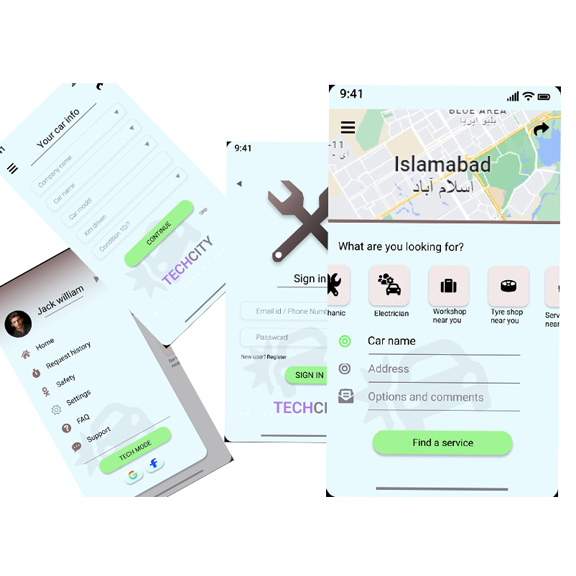 41
Your car info
Company name
Car name
Car model
Km driven
Condition 10/?
CONTINUE
Skip
TECHCITY
Jack william
Home
Request history
Safety
Settings
FAQ
Support
TECH MODE
9:41
Sign in
Email id / Phone Numb
Password
New user? Register
SIGN IN
TECHCI
9:41
BLUE AREA
بلیو ایریا
-11
ای -
Islamabad
اسلام آباد
What are you looking for?
hanic
Electrician
Workshop
near you
Tyre shop
near you
Serv
near
Car name
Address
Options and comments
Find a service